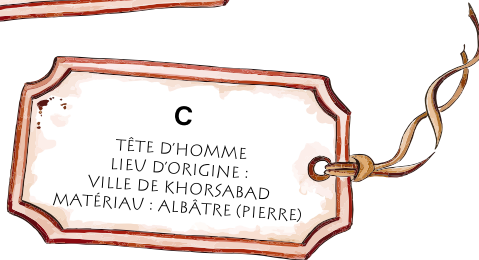 C
TÊTE D'HOMME
LIEU D'ORIGINE :
VILLE DE KHORSABAD
MATÉRIAU : ALBÂTRE (PIERRE)